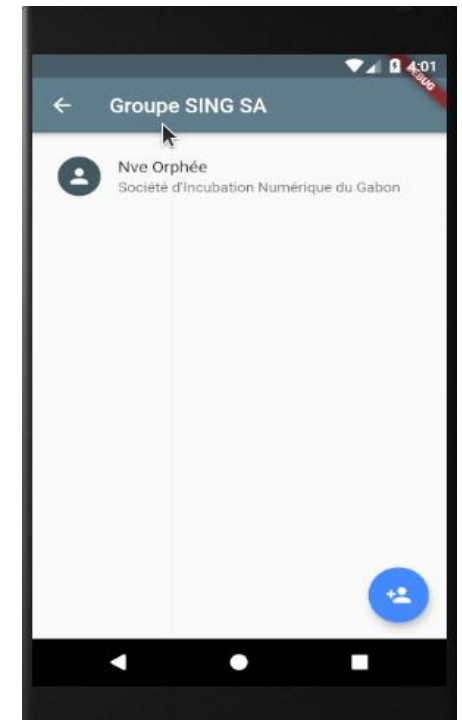 4:01
DEBUG
Groupe SING SA
Nve Orphée
Société d'Incubation Numérique du Gabon